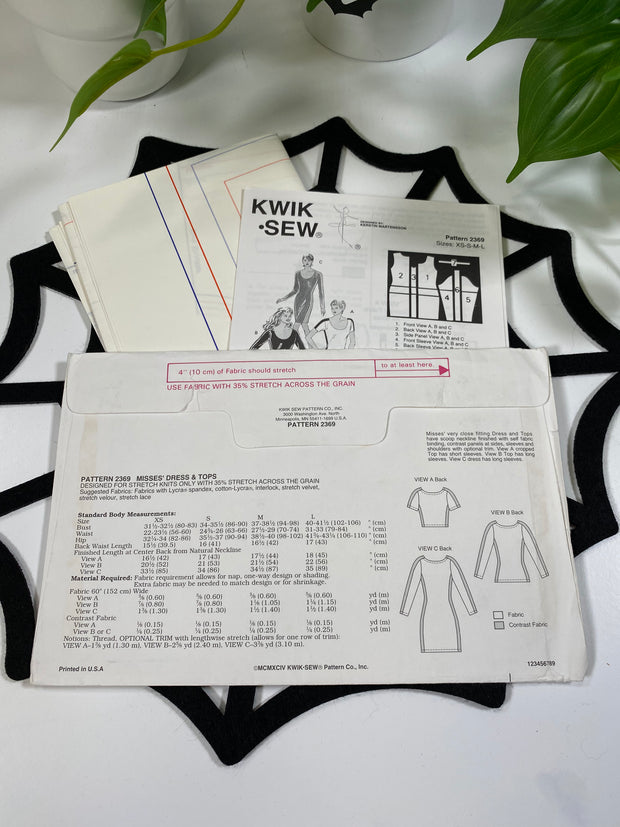 KWIK
•SEW®
®
DESIGNED BY:
KERSTIN MARTENSSON
Pattern 2369
Sizes: XS-S-M-L
C
B
A
7
2 3 1
4 6 5
1. Front View A, B and C
2. Back View A, B and C
3. Side Panel View A, B and C
4. Front Sleeve View A, B and C
5. Back Sleeve View A, B and C
4" (10 cm) of Fabric should stretch
to at least here
USE FABRIC WITH 35% STRETCH ACROSS THE GRAIN
KWIK SEW PATTERN CO., INC.
3000 Washington Ave. North
Minneapolis, MN 55411-1699 U.S.A.
PATTERN 2369
Misses' very close fitting Dress and Tops
have scoop neckline finished with self fabric
binding, contrast panels at sides, sleeves and
shoulders with optional trim. View A cropped
Top has short sleeves. View B Top has long
sleeves. View C dress has long sleeves.
PATTERN 2369 MISSES' DRESS & TOPS
DESIGNED FOR STRETCH KNITS ONLY WITH 35% STRETCH ACROSS THE GRAIN
Suggested Fabrics: Fabrics with Lycra® spandex, cotton-Lycra®, interlock, stretch velvet,
stretch velour, stretch lace
Standard Body Measurements:
Size XS S M L
Bust 31½-32½ (80-83) 34-35½ (86-90) 37-38½ (94-98) 40-41½ (102-106) " (cm)
Waist 22-23½ (56-60) 24¾-26 (63-66) 27½-29 (70-74) 31-33 (79-84) " (cm)
Hip 32¼-34 (82-86) 35½-37 (90-94) 38½-40 (98-102) 41¾-43¼ (106-110) " (cm)
Back Waist Length 15½ (39.5) 16 (41) 16½ (42) 17 (43) " (cm)
Finished Length at Center Back from Natural Neckline
View A 16½ (42) 17 (43) 17½ (44) 18 (45) " (cm)
View B 20½ (52) 21 (53) 21½ (54) 22 (56) " (cm)
View C 33½ (85) 34 (86) 34½ (87) 35 (89) " (cm)
Material Required: Fabric requirement allows for nap, one-way design or shading.
Extra fabric may be needed to match design or for shrinkage.
Fabric 60" (152 cm) Wide
View A ⅝ (0.60) ⅝ (0.60) ⅝ (0.60) ⅝ (0.60) yd (m)
View B ⅞ (0.80) ⅞ (0.80) 1⅛ (1.05) 1¼ (1.15) yd (m)
View C 1⅜ (1.30) 1⅜ (1.30) 1½ (1.40) 1½ (1.40) yd (m)
Contrast Fabric
View A ⅛ (0.15) ⅛ (0.15) ⅛ (0.15) ⅛ (0.15) yd (m)
View B or C ¼ (0.25) ¼ (0.25) ¼ (0.25) ¼ (0.25) yd (m)
Notions: Thread, OPTIONAL TRIM with lengthwise stretch (allows for one row of trim):
VIEW A–1⅜ yd (1.30 m), VIEW B–2⅝ yd (2.40 m), VIEW C–3⅜ yd (3.10 m).
VIEW A Back
VIEW B Back
VIEW C Back
Fabric
Contrast Fabric
Printed in U.S.A
©MCMXCIV KWIK•SEW® Pattern Co., Inc.
123456789